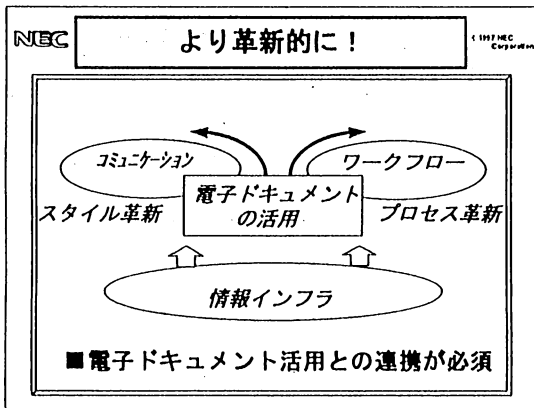 NEC
より革新的に!
(1997 NEC
Corporation
コミュニケーション
ワークフロー
電子ドキュメント
の活用
スタイル革新
プロセス革新
情報インフラ
■電子ドキュメント活用との連携が必須